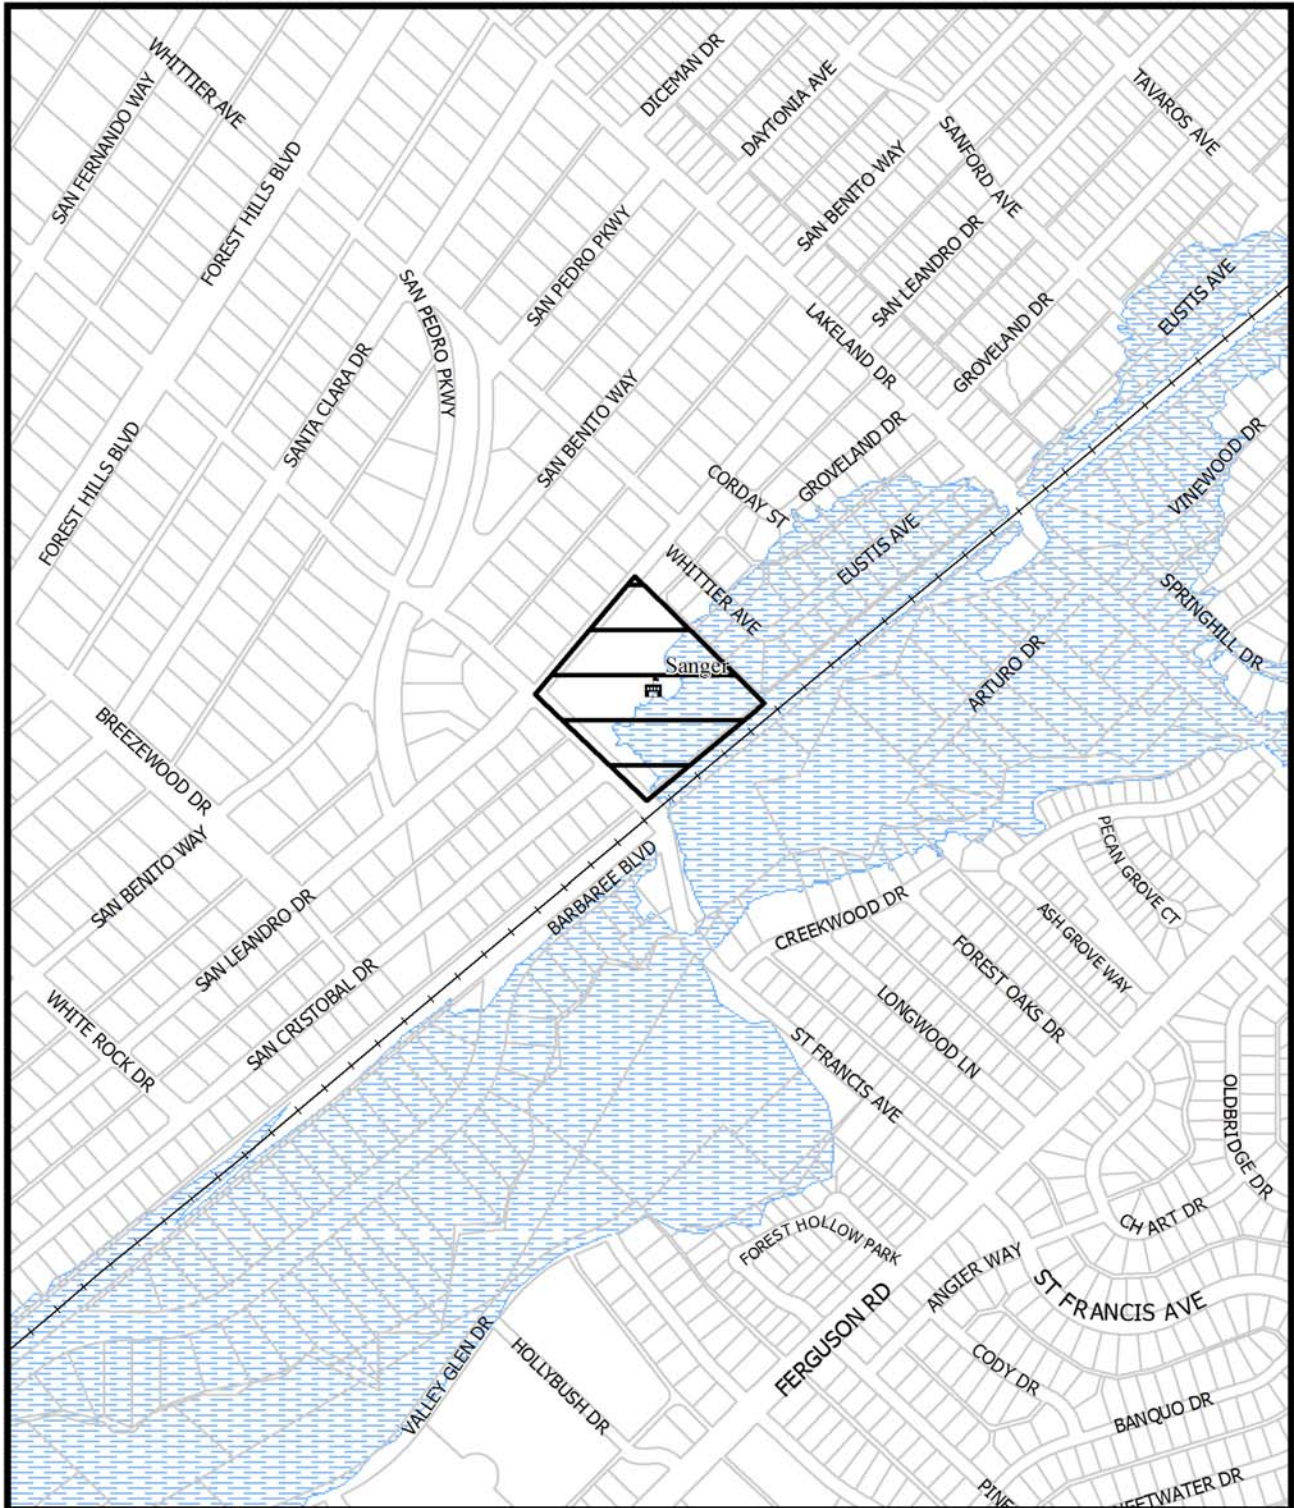 WHITTIER AVE
SAN FERNANDO WAY
FOREST HILLS BLVD
DICEMAN DR
DAYTONIA AVE
TAVAROS AVE
SANFORD AVE
SAN BENITO WAY
SAN PEDRO PKWY
SAN PEDRO PKWY
SAN LEANDRO DR
EUSTIS AVE
LAKELAND DR
GROVELAND DR
SANTA CLARA DR
SAN BENITO WAY
FOREST HILLS BLVD
GROVELAND DR
CORDAY ST
VINEWOOD DR
EUSTIS AVE
WHITTIER AVE
SPRINGHILL DR
Sanger
ARTURO DR
BREEZEWOOD DR
SAN BENITO WAY
BARBAREE BLVD
PECAN GROVE CT
CREEKWOOD DR
ASH GROVE WAY
SAN LEANDRO DR
FOREST OAKS DR
SAN CRISTOBAL DR
LONGWOOD LN
WHITE ROCK DR
ST FRANCIS AVE
OLDBRIDGE DR
CHART DR
FOREST HOLLOW PARK
ANGIER WAY
ST FRANCIS AVE
FERGUSON RD
VALLEY GLEN DR
HOLLYBUSH DR
CODY DR
BANQUO DR
PINE
EETWATER DR